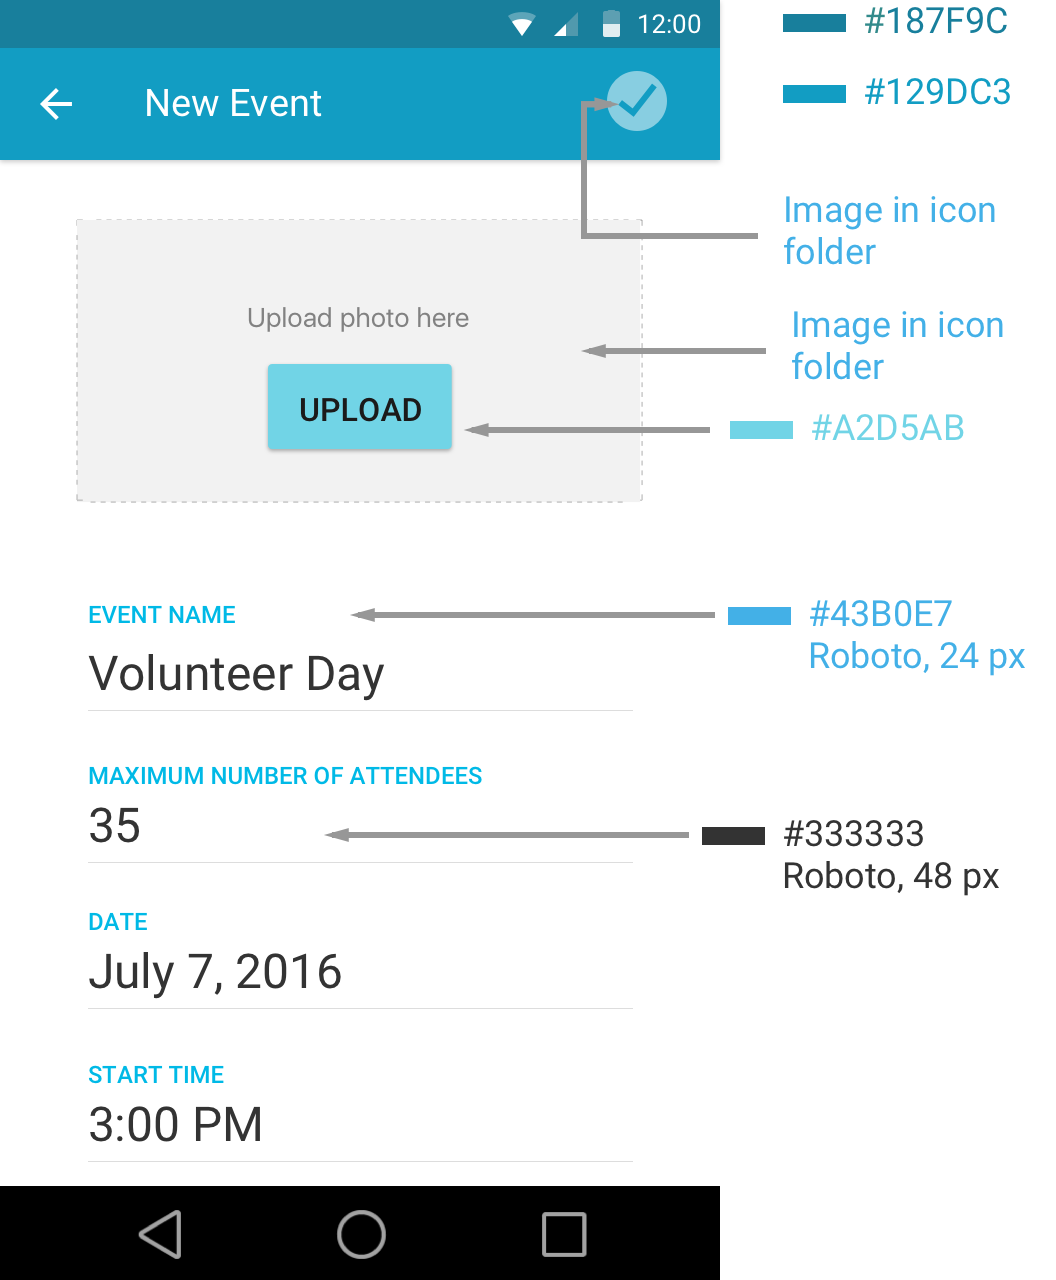 12:00
#187F9C
New Event
#129DC3
Image in icon
folder
Upload photo here
Image in icon
folder
UPLOAD
#A2D5AB
EVENT NAME
#43B0E7
Roboto, 24 px
Volunteer Day
MAXIMUM NUMBER OF ATTENDEES
35
#333333
Roboto, 48 px
DATE
July 7, 2016
START TIME
3:00 PM